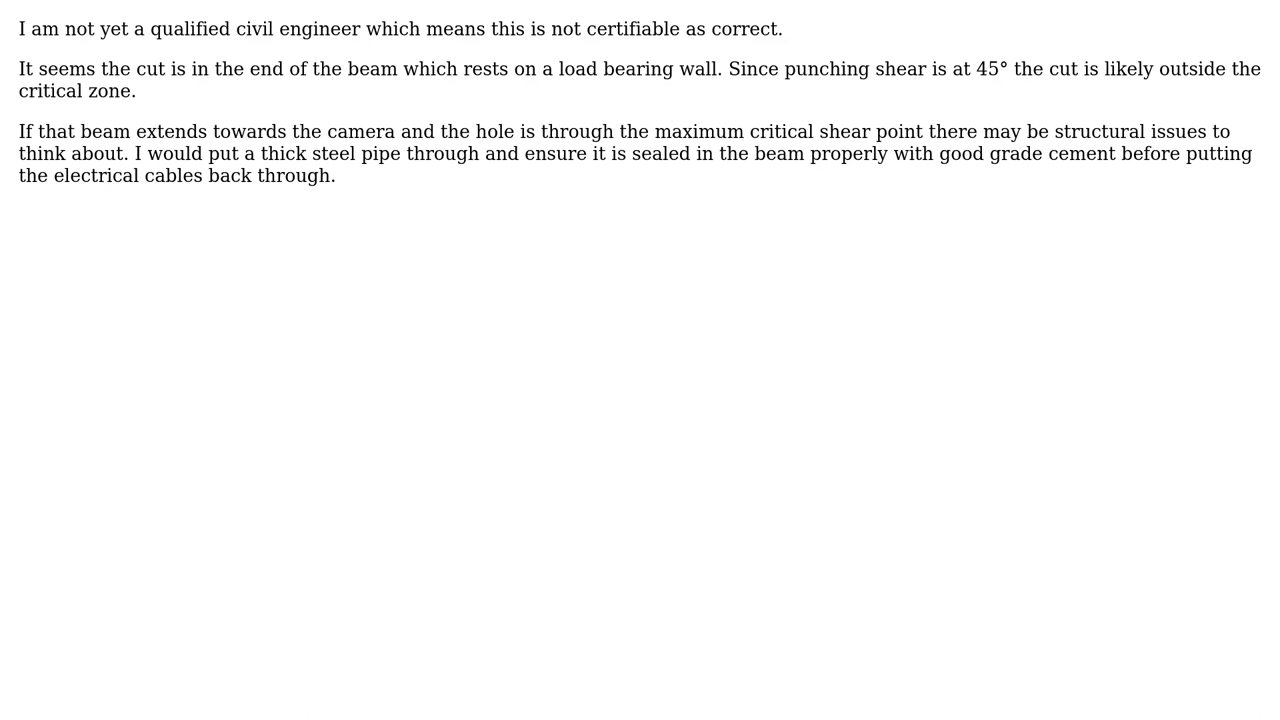 I am not yet a qualified civil engineer which means this is not certifiable as correct.
It seems the cut is in the end of the beam which rests on a load bearing wall. Since punching shear is at 45° the cut is likely outside the
critical zone.
If that beam extends towards the camera and the hole is through the maximum critical shear point there may be structural issues to
think about. I would put a thick steel pipe through and ensure it is sealed in the beam properly with good grade cement before putting
the electrical cables back through.